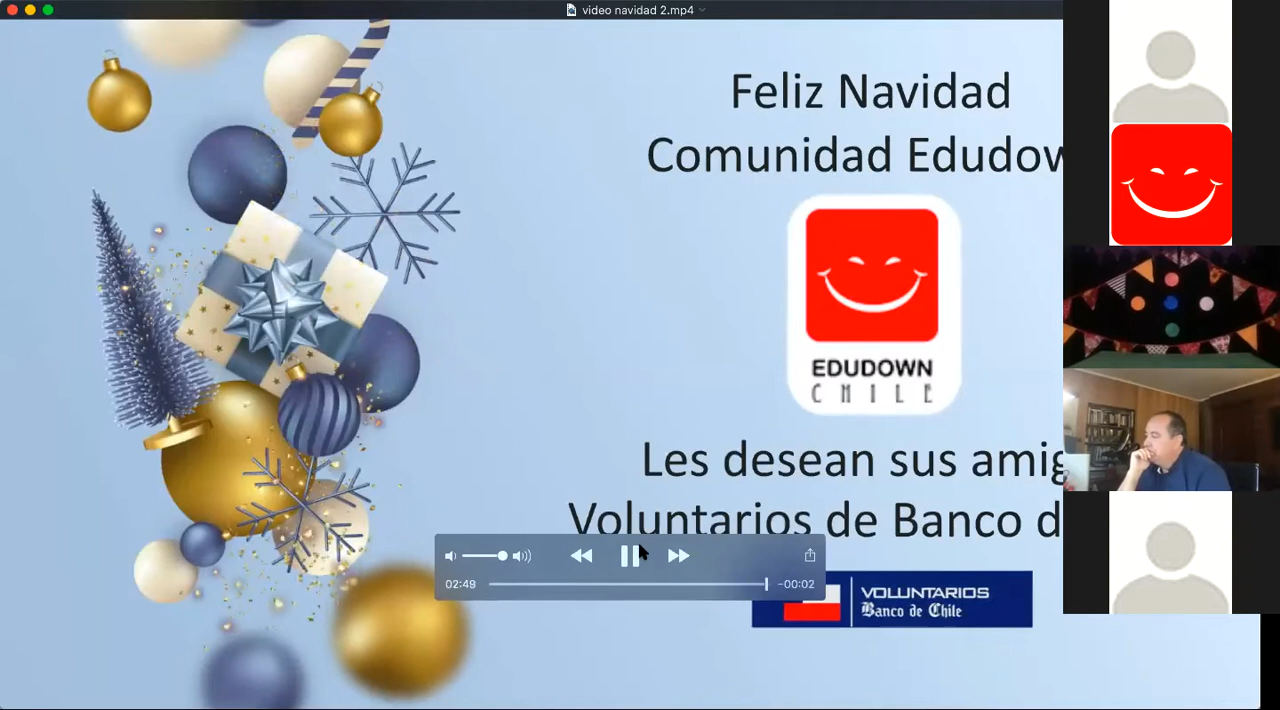 video navidad 2.mp4
Feliz Navidad
Comunidad Edudow
EDUDOWN
CHILE
Les desean sus amig
Voluntarios de Banco d
02:49
-00:02
VOLUNTARIOS
Banco de Chile